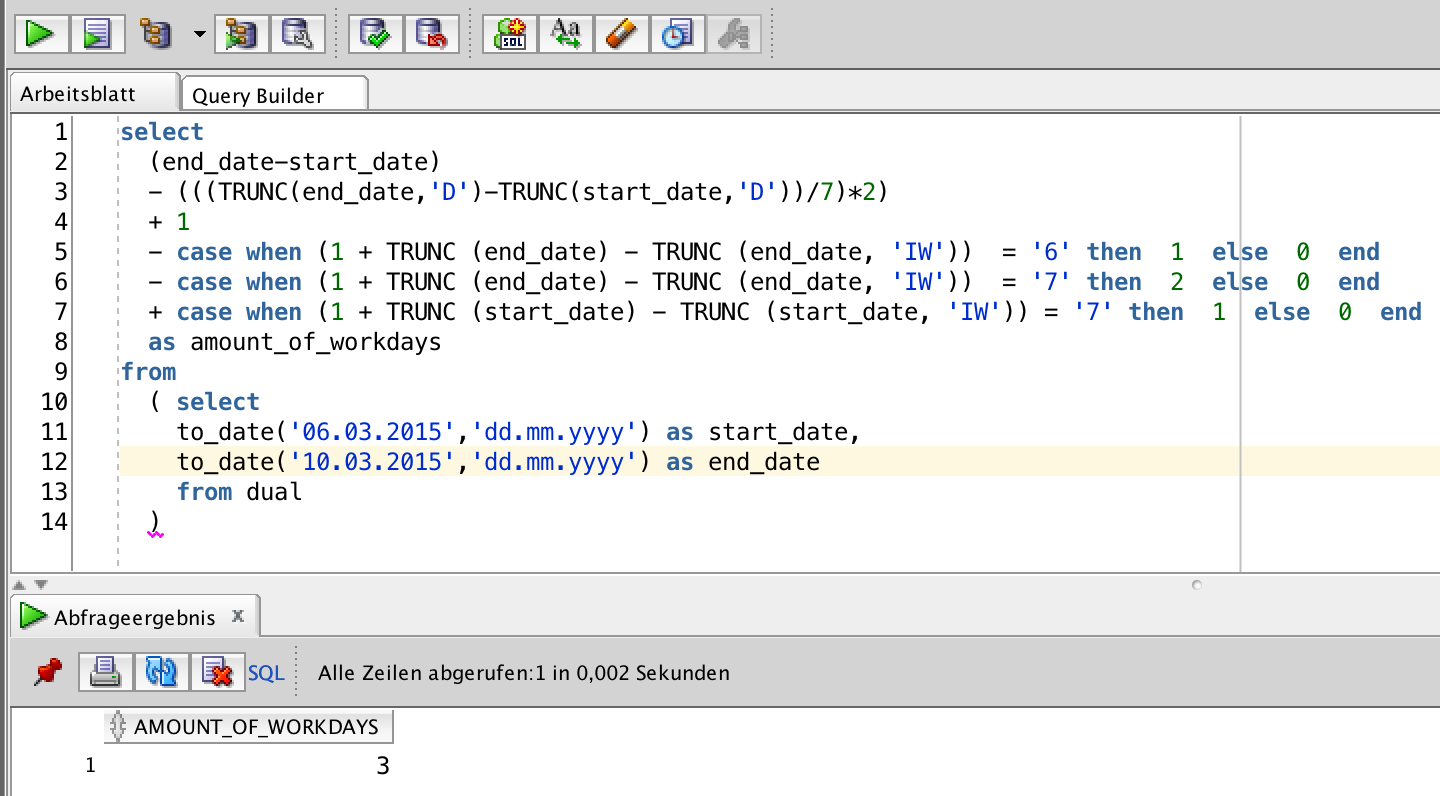 SQL
Aa
Arbeitsblatt
Query Builder
1 select
2 (end_date-start_date)
3 - (((TRUNC(end_date,'D')-TRUNC(start_date,'D'))/7)*2)
4 + 1
5 - case when (1 + TRUNC (end_date) - TRUNC (end_date, 'IW'))  = '6' then  1  else  0  end
6 - case when (1 + TRUNC (end_date) - TRUNC (end_date, 'IW'))  = '7' then  2  else  0  end
7 + case when (1 + TRUNC (start_date) - TRUNC (start_date, 'IW')) = '7' then  1  else  0  end
8 as amount_of_workdays
9 from
10 ( select
11 to_date('06.03.2015','dd.mm.yyyy') as start_date,
12 to_date('10.03.2015','dd.mm.yyyy') as end_date
13 from dual
14 )
Abfrageergebnis x
SQL Alle Zeilen abgerufen:1 in 0,002 Sekunden
AMOUNT_OF_WORKDAYS
1 3